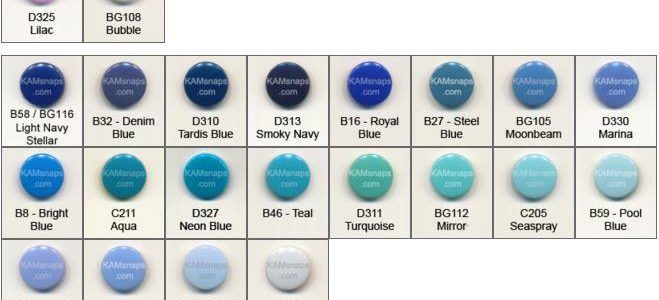 D325
Lilac
BG108
Bubble
KAMsnaps
.com
B58 / BG116
Light Navy
Stellar
KAMsnaps
.com
B32 - Denim
Blue
KAMsnaps
.com
D310
Tardis Blue
KAMsnaps
.com
D313
Smoky Navy
KAMsnaps
.com
B16 - Royal
Blue
KAMsnaps
.com
B27 - Steel
Blue
KAMsnaps
.com
BG105
Moonbeam
KAMsnaps
.com
D330
Marina
KAMsnaps
.com
B8 - Bright
Blue
KAMsnaps
.com
C211
Aqua
KAMsnaps
.com
D327
Neon Blue
KAMsnaps
.com
B46 - Teal
KAMsnaps
.com
D311
Turquoise
KAMsnaps
.com
BG112
Mirror
KAMsnaps
.com
C205
Seaspray
KAMsnaps
.com
B59 - Pool
Blue
KAMsnaps
.com
KAMsnaps
.com
KAMsnaps
.com
KAMsnaps
.com